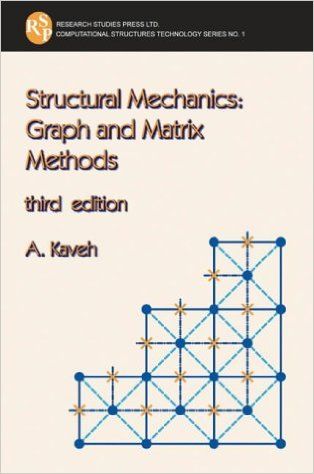 RSP
RESEARCH STUDIES PRESS LTD.
COMPUTATIONAL STRUCTURES TECHNOLOGY SERIES NO. 1
Structural Mechanics:
Graph and Matrix
Methods
third edition
A. Kaveh